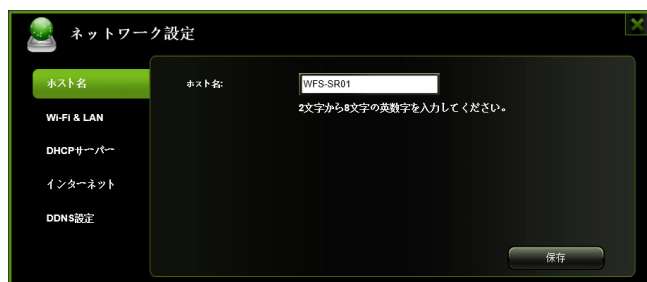 ネットワーク設定
ホスト名
ホスト名:
WFS-SR01
2文字から8文字の英数字を入力してください。
Wi-Fi & LAN
DHCPサーバー
インターネット
DDNS設定
保存